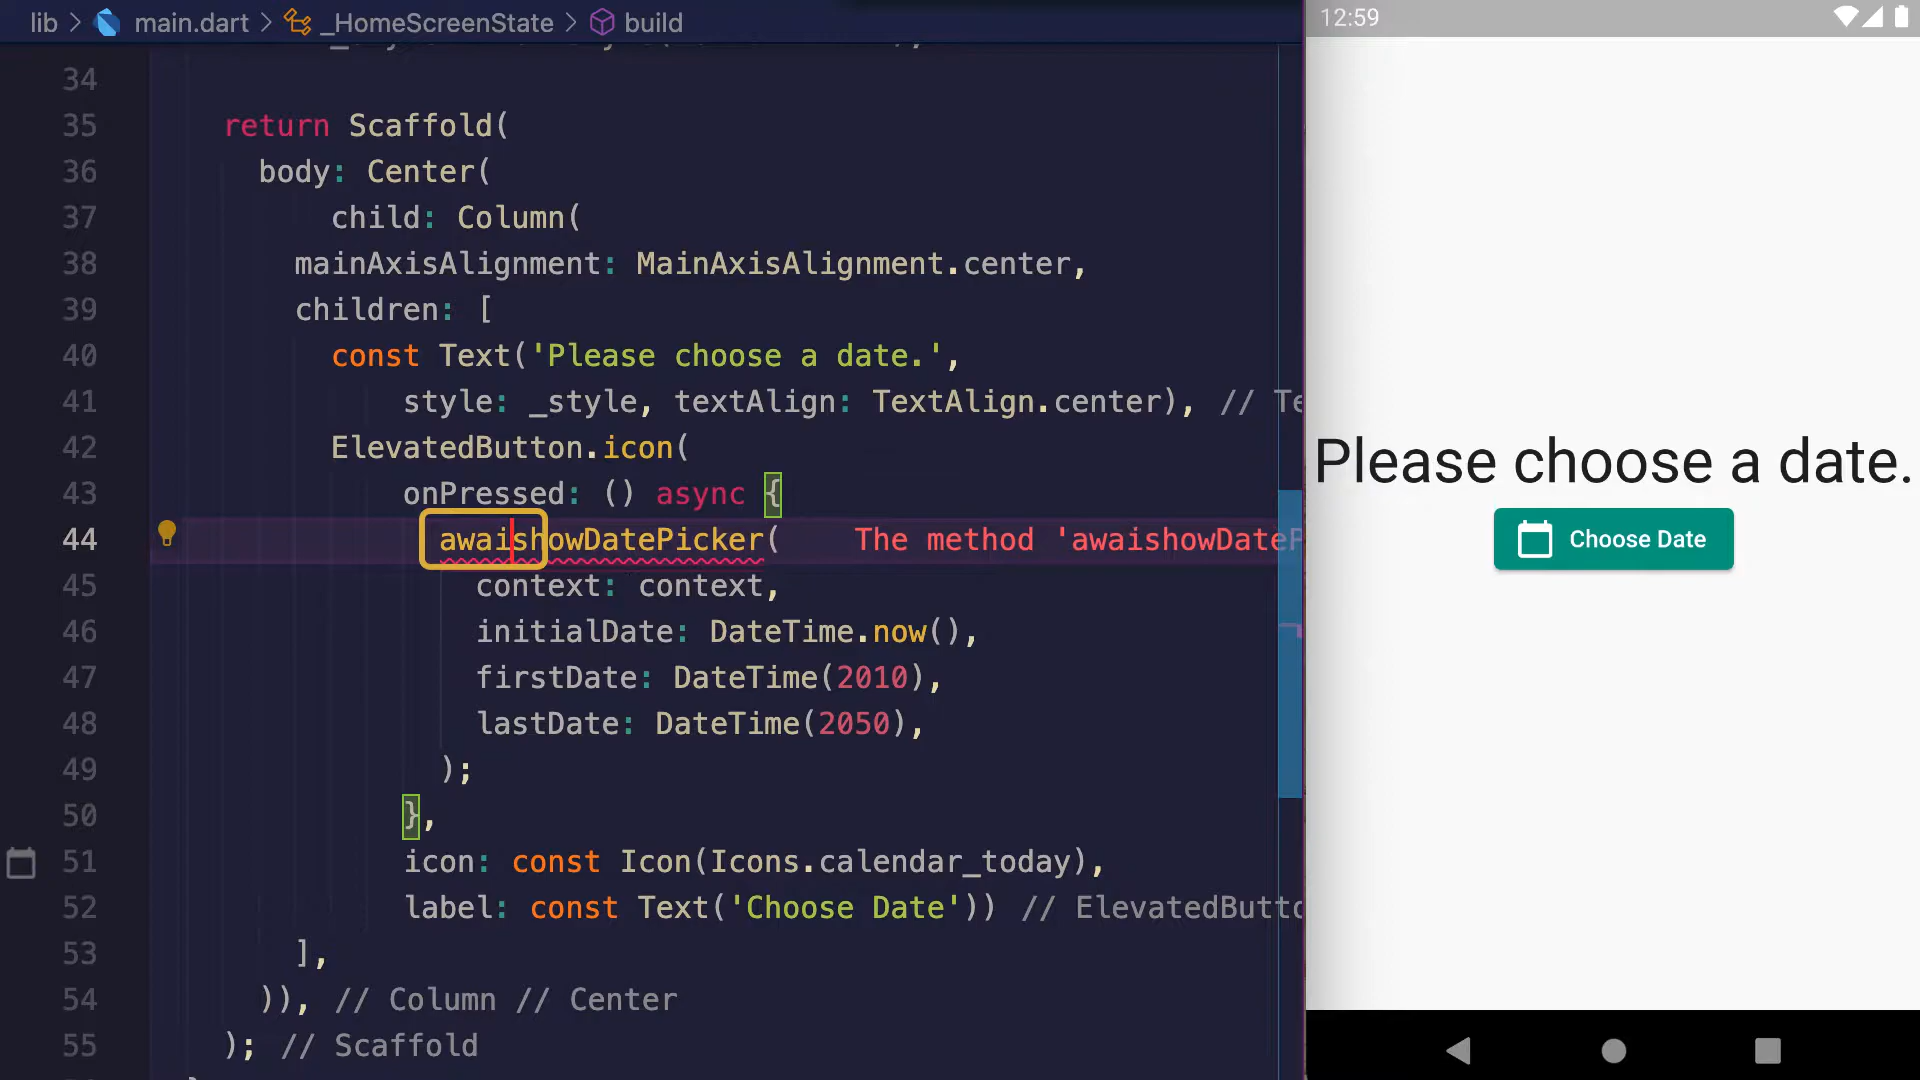 lib > main.dart > _HomeScreenState > build
34
35 return Scaffold(
36 body: Center(
37 child: Column(
38 mainAxisAlignment: MainAxisAlignment.center,
39 children: [
40 const Text('Please choose a date.',
41 style: _style, textAlign: TextAlign.center), // Te
42 ElevatedButton.icon(
43 onPressed: () async {
44 awaishowDatePicker( The method 'awaishowDateP
45 context: context,
46 initialDate: DateTime.now(),
47 firstDate: DateTime(2010),
48 lastDate: DateTime(2050),
49 );
50 },
51 icon: const Icon(Icons.calendar_today),
52 label: const Text('Choose Date')) // ElevatedButto
53 ],
54 )), // Column // Center
55 ); // Scaffold
12:59
Please choose a date.
Choose Date